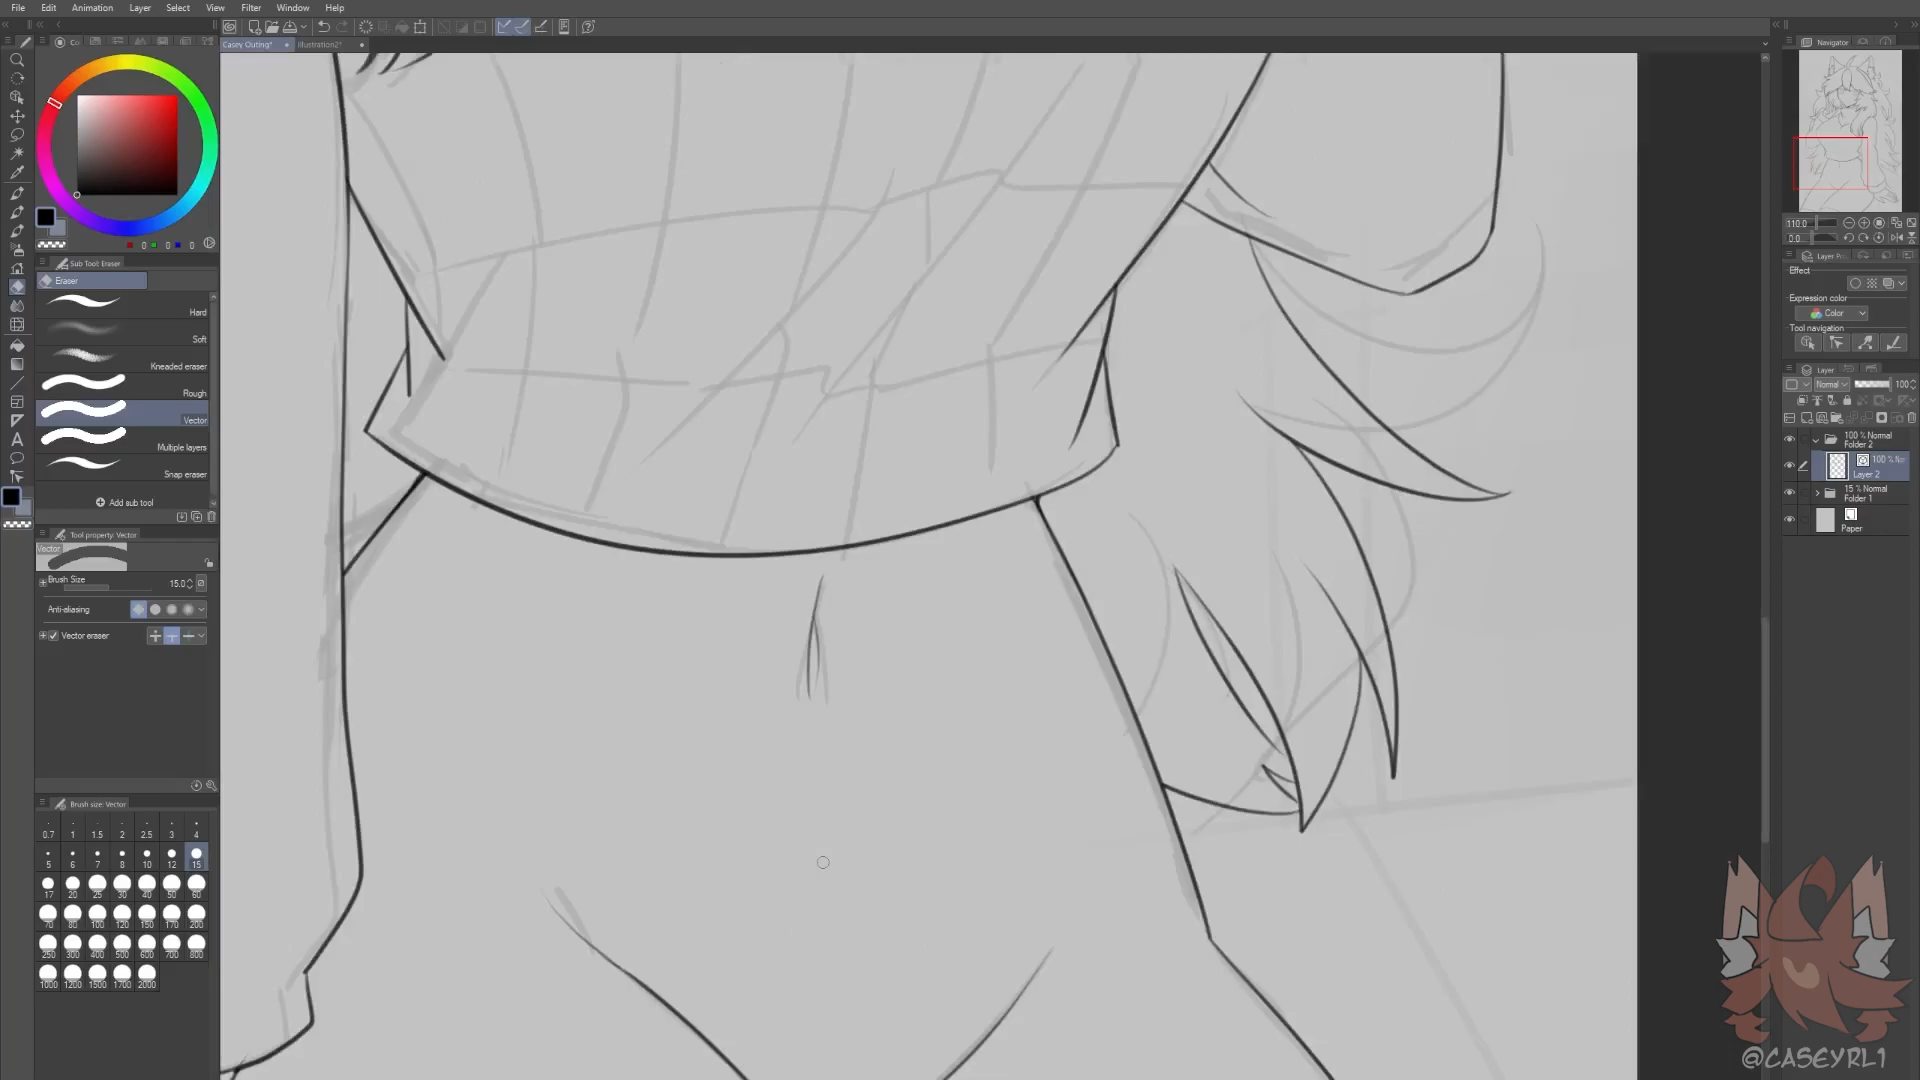 File Edit Animation Layer Select View Filter Window Help
Casey Outing*
Illustration2*
Navigator
110.0
0.0
Effect
Expression color
Color
Tool navigation
Layer
Normal
100
100 % Normal
Folder 2
Layer 2
15 % Normal
Folder 1
Paper
0 0 0
Sub Tool: Eraser
Eraser
Hard
Soft
Kneaded eraser
Rough
Vector
Multiple layers
Snap eraser
Add sub tool
Tool property: Vector
Vector
Brush Size 15.0
Anti-aliasing
Vector eraser
Brush size: Vector
0.7 1 1.5 2 2.5 3 4
5 6 7 8 10 12 15
17 20 25 30 40 50 60
70 80 100 120 150 170 200
250 300 400 500 600 700 800
1000 1200 1500 1700 2000
@CASEYRL1